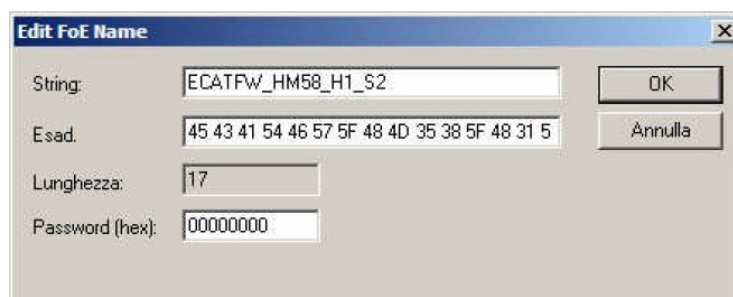 Edit FoE Name
String: ECATFW_HM58_H1_S2 OK
Esad. 45 43 41 54 46 57 5F 48 4D 35 38 5F 48 31 5 Annulla
Lunghezza: 17
Password (hex): 00000000